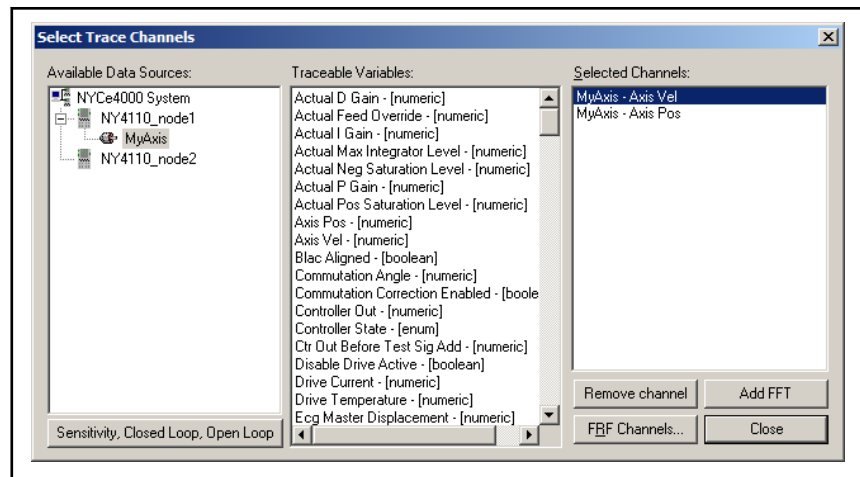 Select Trace Channels
Available Data Sources:
NYCe4000 System
NY4110_node1
MyAxis
NY4110_node2
Sensitivity, Closed Loop, Open Loop
Traceable Variables:
Actual D Gain - [numeric]
Actual Feed Override - [numeric]
Actual I Gain - [numeric]
Actual Max Integrator Level - [numeric]
Actual Neg Saturation Level - [numeric]
Actual P Gain - [numeric]
Actual Pos Saturation Level - [numeric]
Axis Pos - [numeric]
Axis Vel - [numeric]
Blac Aligned - [boolean]
Commutation Angle - [numeric]
Commutation Correction Enabled - [boole
Controller Out - [numeric]
Controller State - [enum]
Ctr Out Before Test Sig Add - [numeric]
Disable Drive Active - [boolean]
Drive Current - [numeric]
Drive Temperature - [numeric]
Ecg Master Displacement - [numeric]
Selected Channels:
MyAxis - Axis Vel
MyAxis - Axis Pos
Remove channel
Add FFT
FRF Channels...
Close